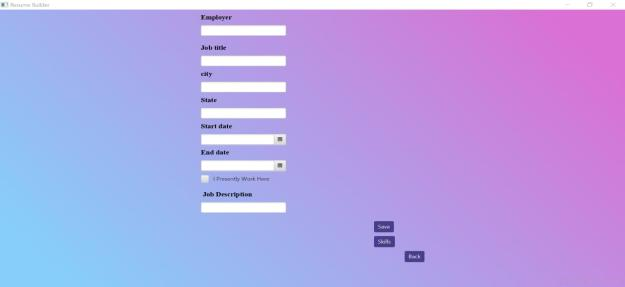 Resume Builder
Employer
Job title
city
State
Start date
End date
I Presently Work Here
Job Description
Save
Skills
Back